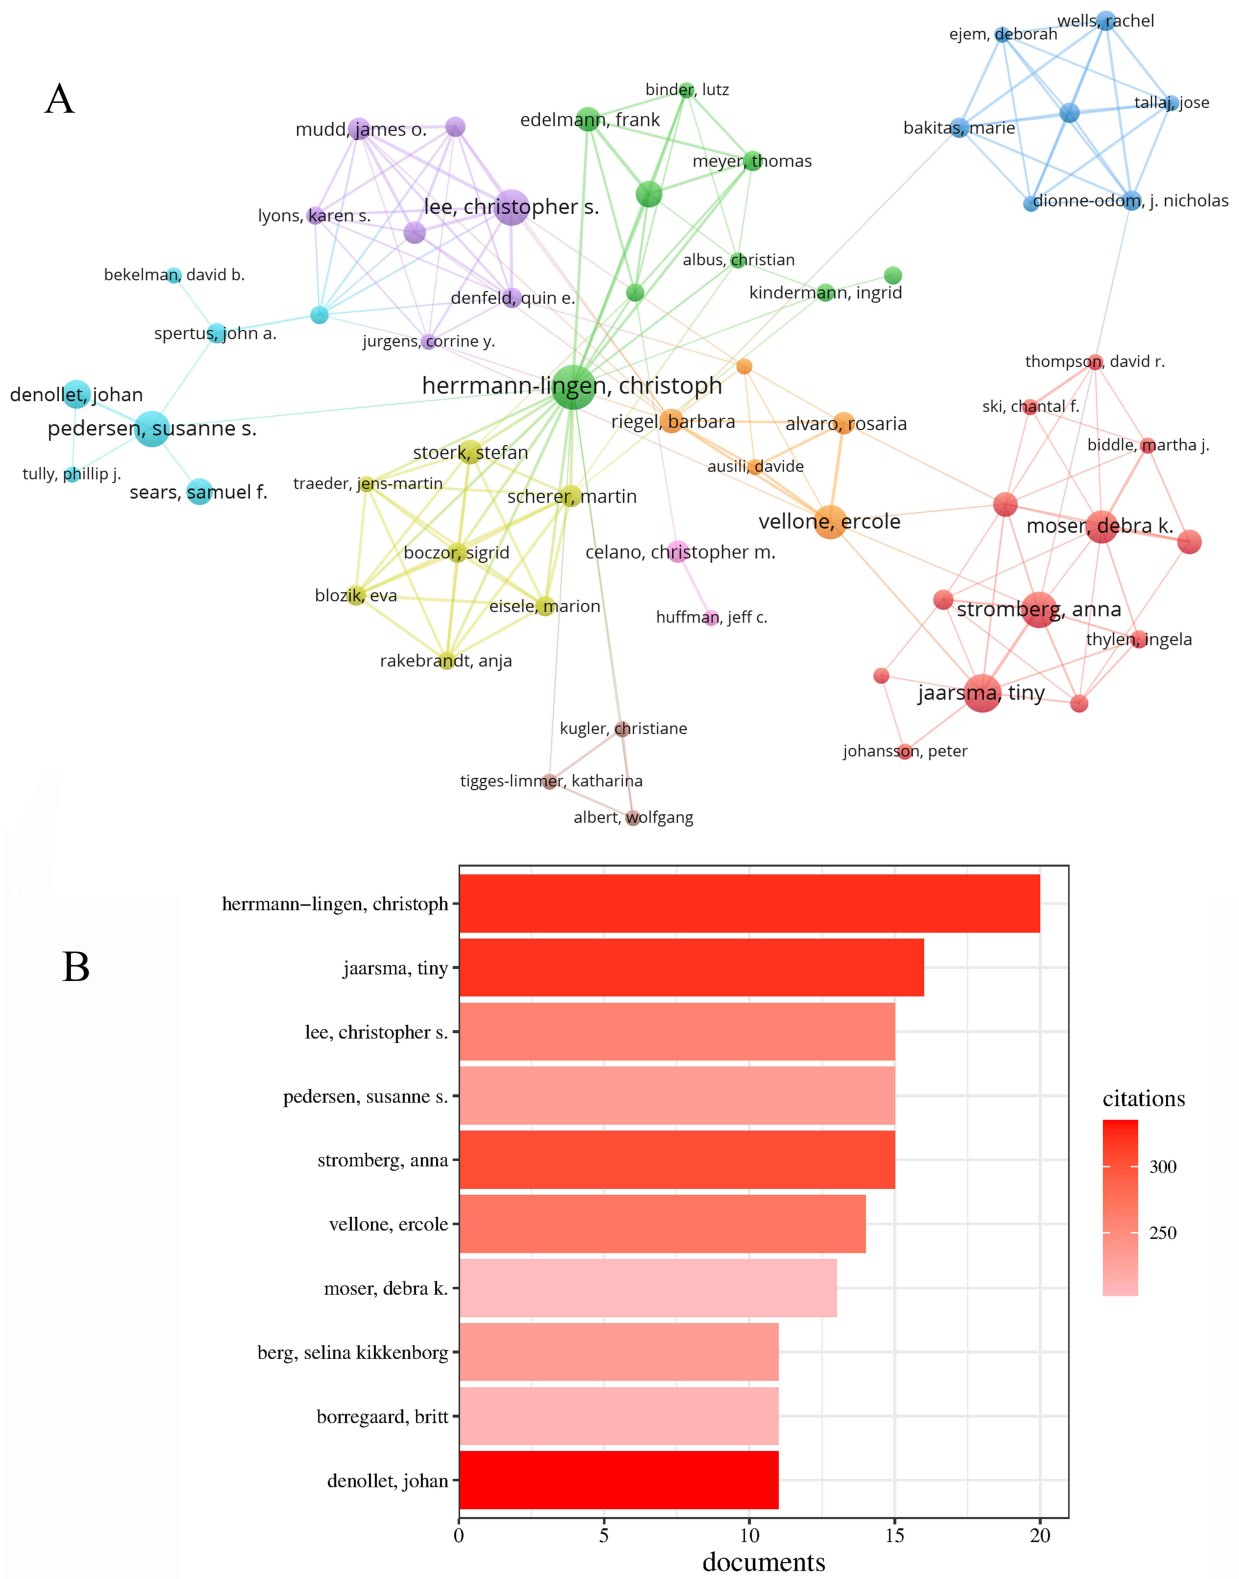 wells, rachel
ejem, deborah
A
binder, lutz
tallaj, jose
edelmann, frank
mudd, james o.
bakitas, marie
meyer, thomas
dionne-odom, j. nicholas
lee, christopher s.
lyons, karen s.
albus, christian
bekelman, david b.
kindermann, ingrid
denfeld, quin e.
spertus, john a.
jurgens, corrine y.
thompson, david r.
herrmann-lingen, christoph
denollet, johan
ski, chantal f.
riegel, barbara
alvaro, rosaria
pedersen, susanne s.
biddle, martha j.
stoerk, stefan
ausili, davide
tully, phillip j.
traeder, jens-martin
sears, samuel f.
scherer, martin
vellone, ercole
moser, debra k.
boczor, sigrid
celano, christopher m.
blozik, eva
eisele, marion
stromberg, anna
huffman, jeff c.
thylen, ingela
rakebrandt, anja
jaarsma, tiny
kugler, christiane
johansson, peter
tigges-limmer, katharina
albert, wolfgang
B
herrmann−lingen, christoph
jaarsma, tiny
lee, christopher s.
pedersen, susanne s.
stromberg, anna
vellone, ercole
moser, debra k.
berg, selina kikkenborg
borregaard, britt
denollet, johan
citations
300
250
0 5 10 15 20
documents